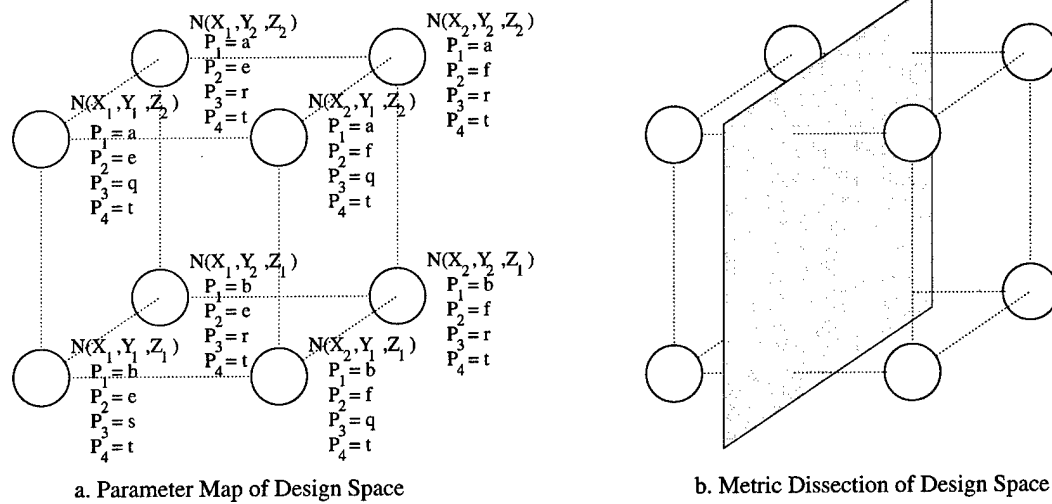 N(X1,Y2,Z2)
P1=a
P2=e
P3=r
P4=t
N(X2,Y2,Z2)
P1=a
P2=f
P3=r
P4=t
N(X1,Y1,Z2)
P1=a
P2=e
P3=q
P4=t
N(X2,Y1,Z2)
P1=a
P2=f
P3=q
P4=t
N(X1,Y2,Z1)
P1=b
P2=e
P3=r
P4=t
N(X2,Y2,Z1)
P1=b
P2=f
P3=r
P4=t
N(X1,Y1,Z1)
P1=b
P2=e
P3=s
P4=t
N(X2,Y1,Z1)
P1=b
P2=f
P3=q
P4=t
a. Parameter Map of Design Space
b. Metric Dissection of Design Space